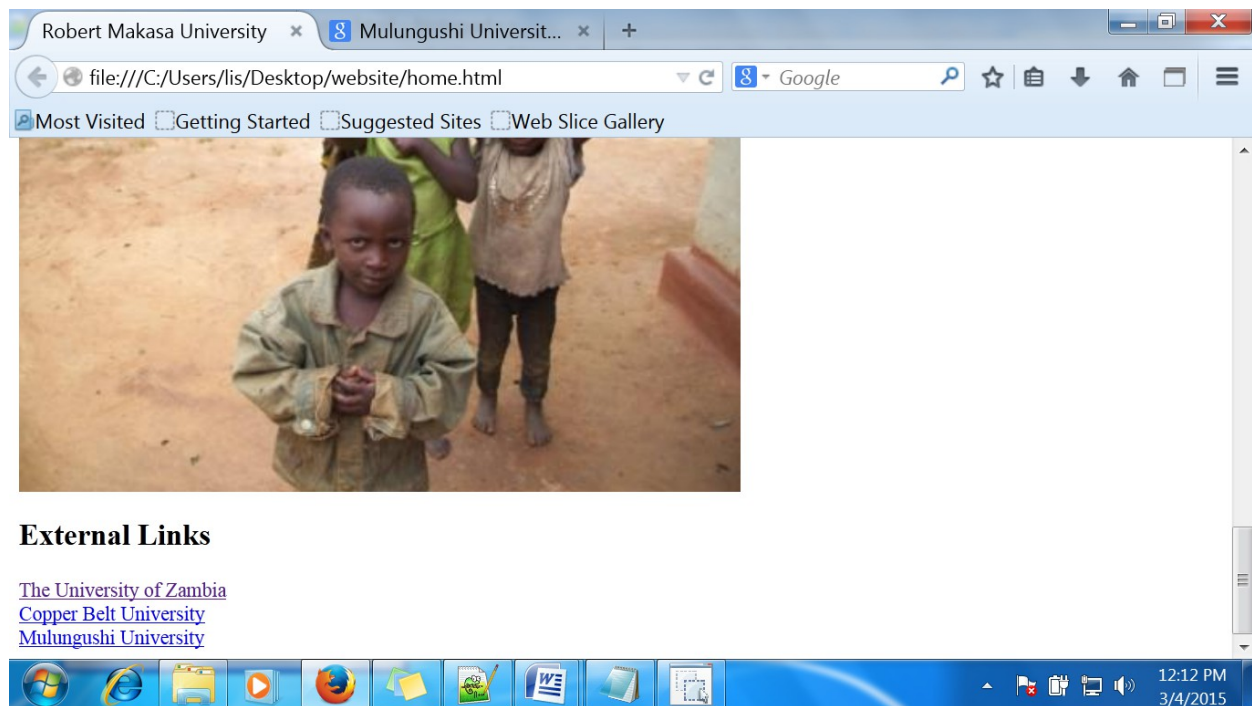 Robert Makasa University × 8 Mulungushi Universit... × +
file:///C:/Users/lis/Desktop/website/home.html 8 Google
Most Visited Getting Started Suggested Sites Web Slice Gallery
External Links
The University of Zambia
Copper Belt University
Mulungushi University
12:12 PM
3/4/2015